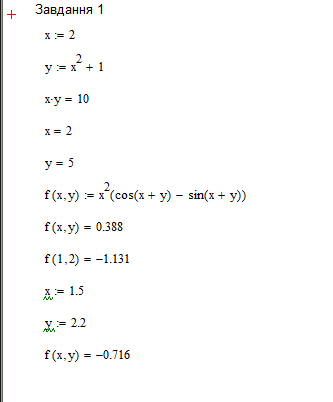 Завдання 1
x := 2
y := x² + 1
x·y = 10
x = 2
y = 5
f(x,y) := x²(cos(x + y) − sin(x + y))
f(x,y) = 0.388
f(1,2) = −1.131
x := 1.5
y := 2.2
f(x,y) = −0.716